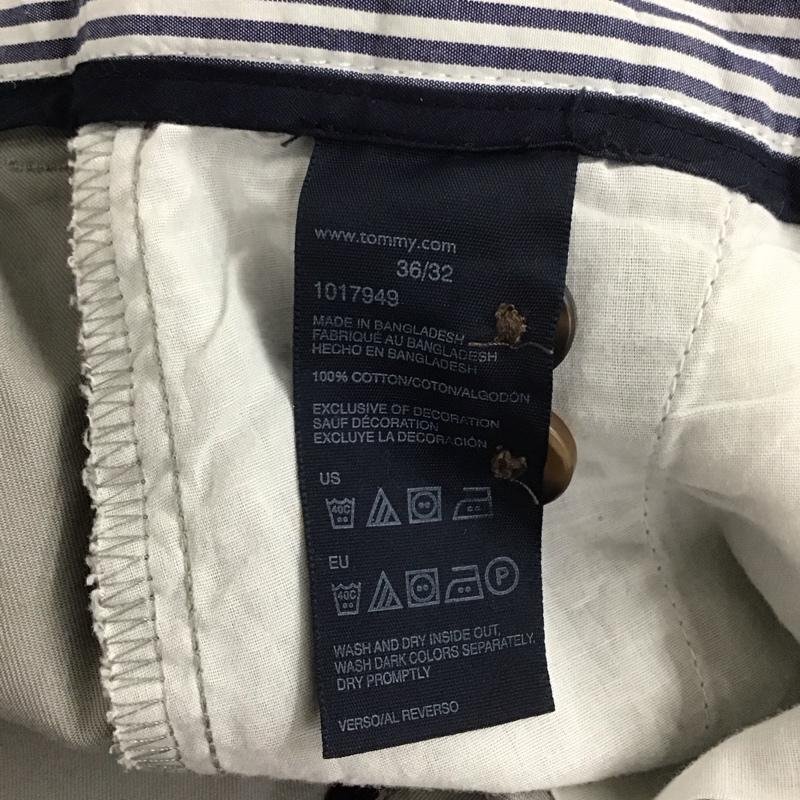 www.tommy.com
36/32
1017949
MADE IN BANGLADESH
FABRIQUÉ AU BANGLADESH
HECHO EN BANGLADESH
100% COTTON/COTON/ALGODÓN
EXCLUSIVE OF DECORATION
SAUF DÉCORATION
EXCLUYE LA DECORACIÓN
US
40C
EU
40C P
WASH AND DRY INSIDE OUT,
WASH DARK COLORS SEPARATELY.
DRY PROMPTLY
VERSO/AL REVERSO